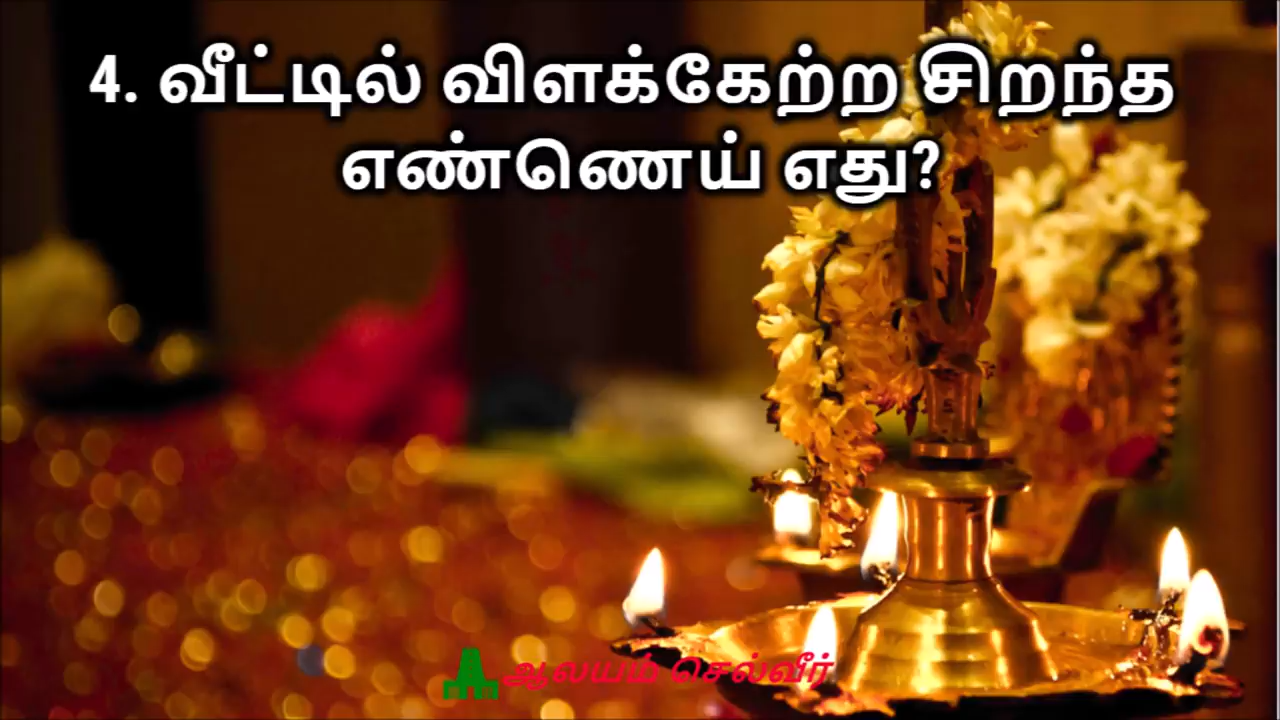 4. வீட்டில் விளக்கேற்ற சிறந்த
எண்ணெய் எது?
ஆலயம் செல்வீர்